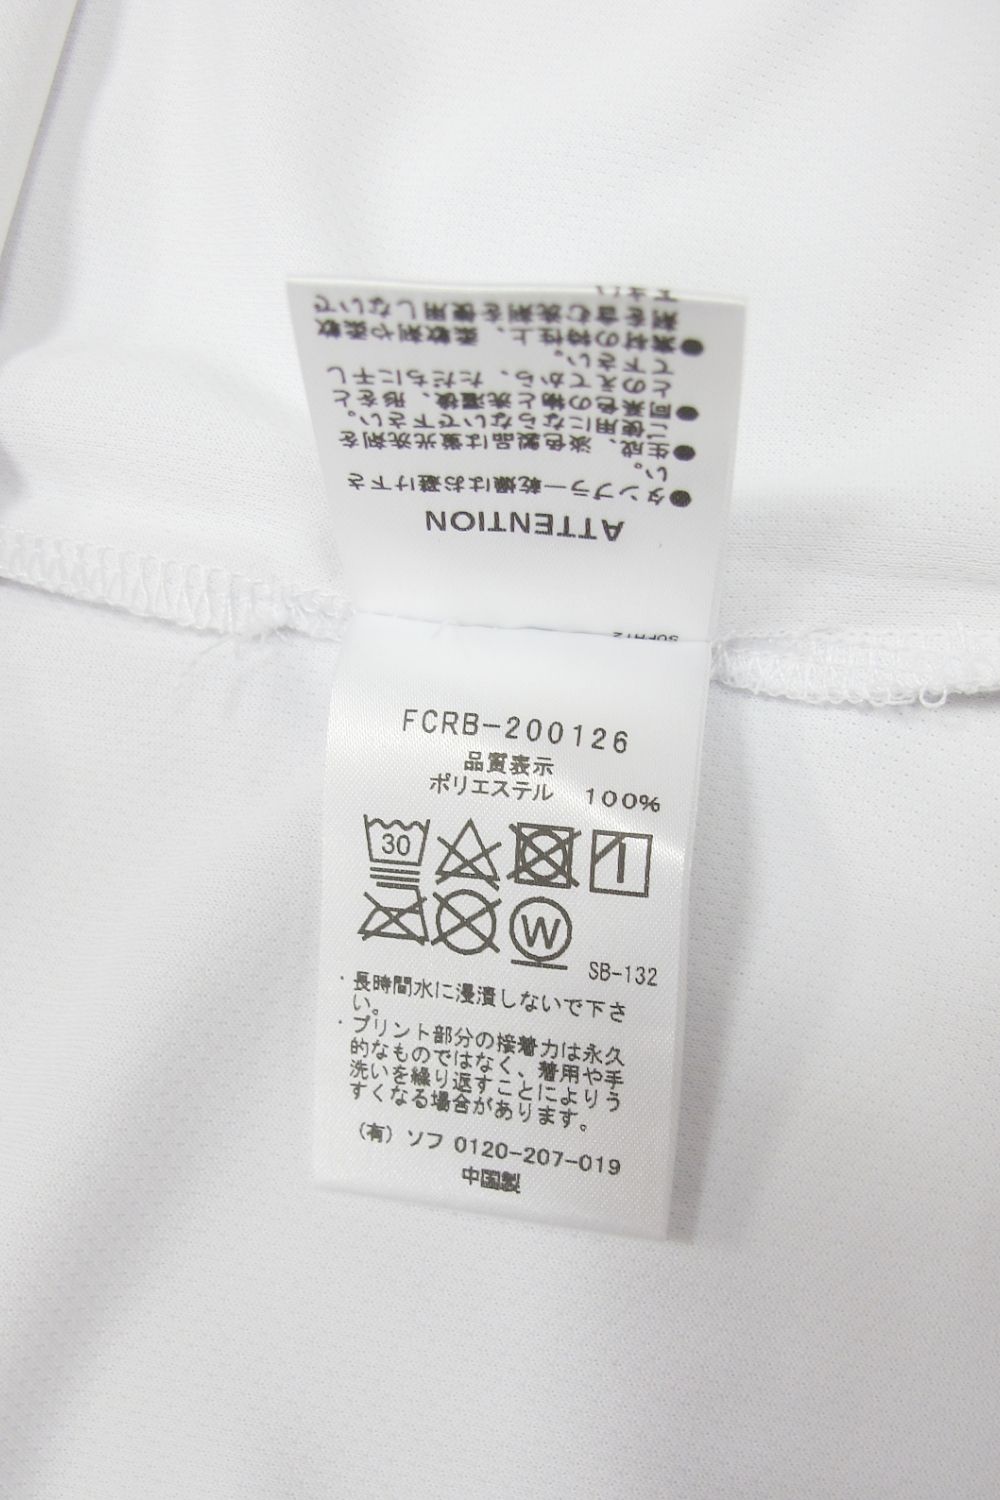 下さい
剤を含む洗剤を使用しないで
●素材の特性上、柔軟剤や柔軟
て下さい。
とのえてから、ただちに干し
●同系色の物と洗濯後、形をと
ご使用にならないで下さい。
●生成、淡色製品は蛍光洗剤を
い。
●タンブラー乾燥はお避け下さ
ATTENTION
SOPH12
FCRB-200126
品質表示
ポリエステル 100%
30
W
SB-132
・長時間水に浸漬しないで下さ
い。
・プリント部分の接着力は永久
的なものではなく、着用や手
洗いを繰り返すことによりう
すくなる場合があります。
(有) ソフ 0120-207-019
中国製